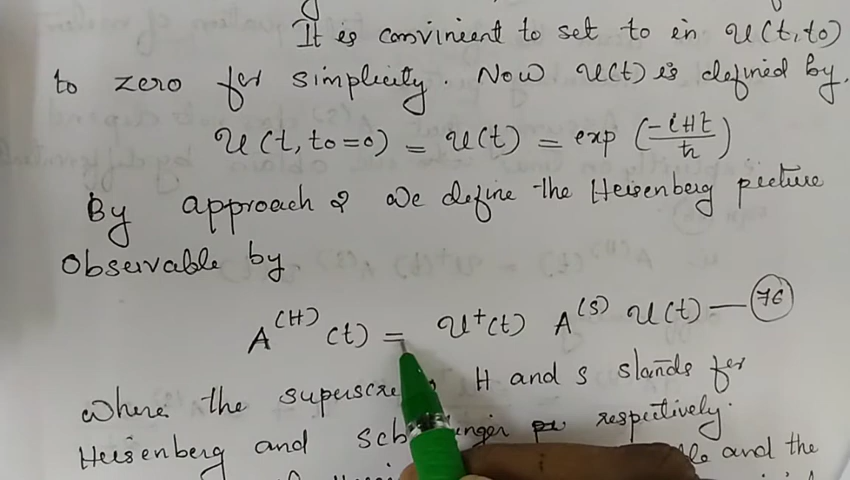 It is convinient to set to in U(t,to)
to zero for simplicity. Now U(t) is defined by.
U(t, to=0) = U(t) = exp (-iHt/ħ)
By approach 2 we define the Heisenberg picture
observable by
A^(H) (t) = U⁺(t) A^(S) U(t) — 76
where the H and S stands for
Heisenberg and respectively.
and the